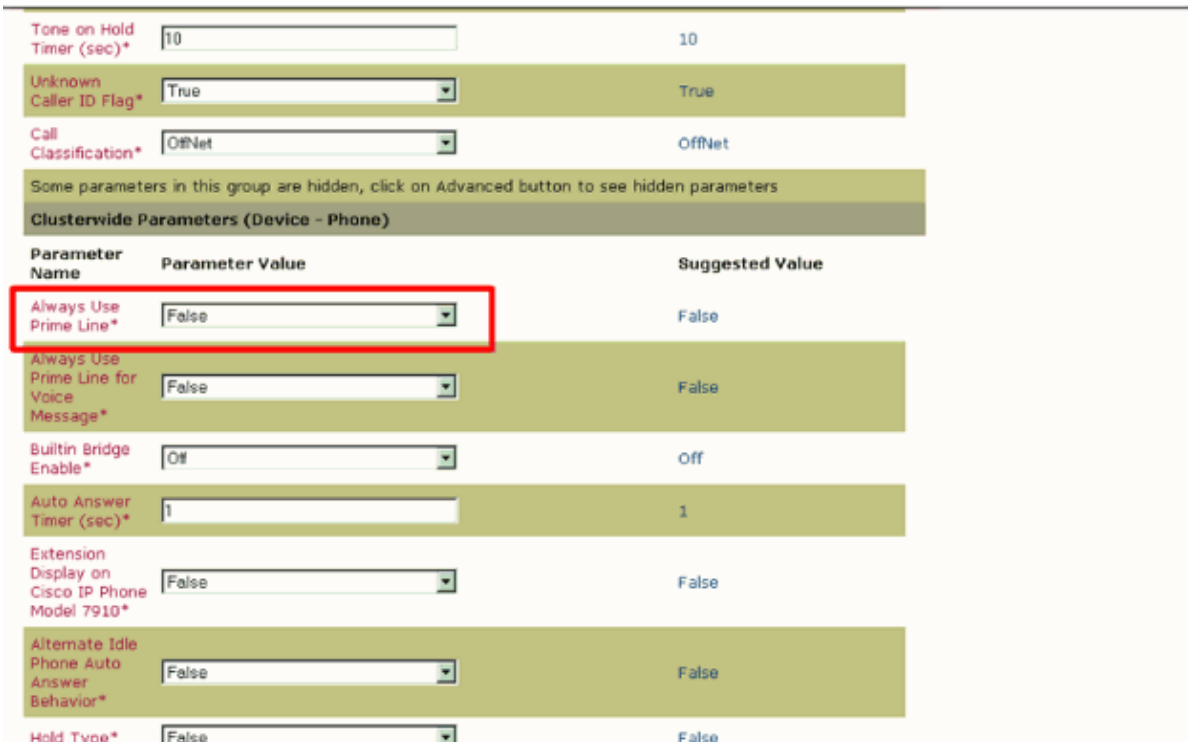 Tone on Hold
Timer (sec)*
10
10
Unknown
Caller ID Flag*
True
True
Call
Classification*
OffNet
OffNet
Some parameters in this group are hidden, click on Advanced button to see hidden parameters
Clusterwide Parameters (Device - Phone)
Parameter
Name
Parameter Value
Suggested Value
Always Use
Prime Line*
False
False
Always Use
Prime Line for
Voice
Message*
False
False
Builtin Bridge
Enable*
Off
Off
Auto Answer
Timer (sec)*
1
1
Extension
Display on
Cisco IP Phone
Model 7910*
False
False
Alternate Idle
Phone Auto
Answer
Behavior*
False
False
Hold Type*
False
False